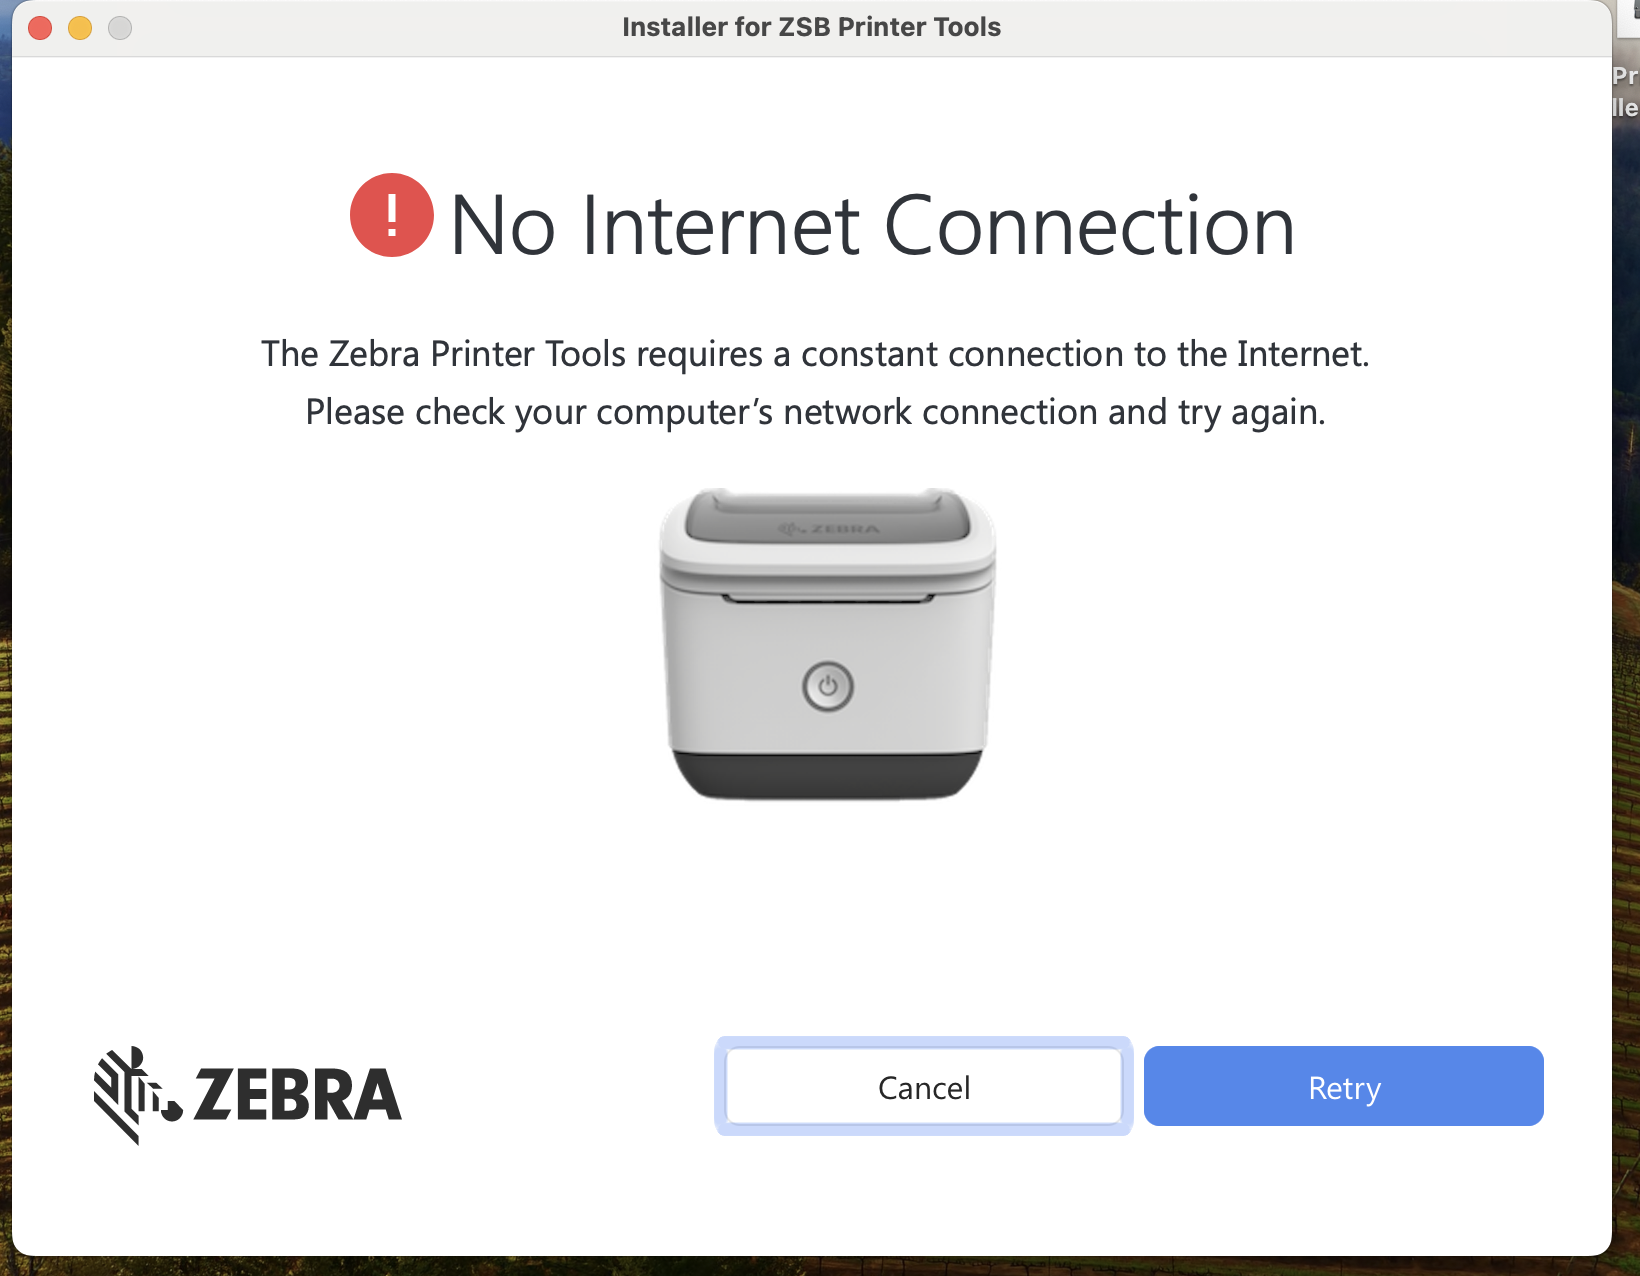 Installer for ZSB Printer Tools
Pr
lle
! No Internet Connection
The Zebra Printer Tools requires a constant connection to the Internet.
Please check your computer’s network connection and try again.
ZEBRA
ZEBRA
Cancel
Retry